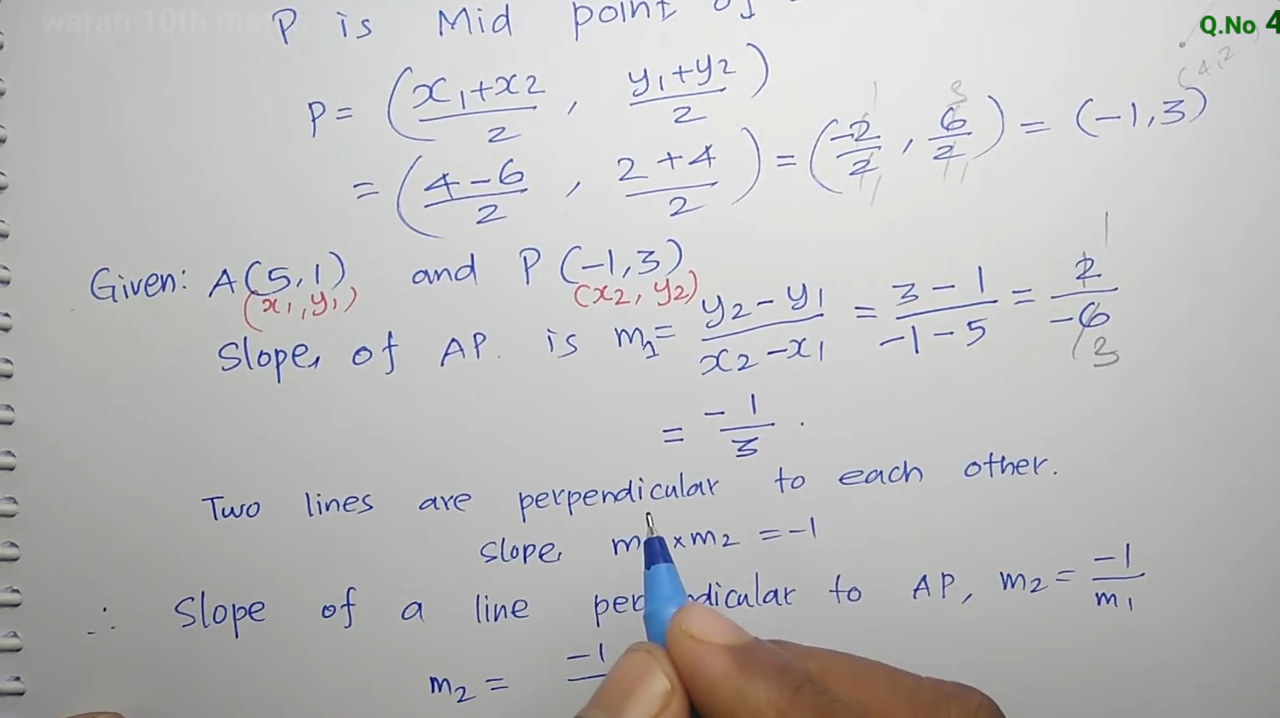 waran 10th
Q.No 4
P is Mid point of
P = ( x₁+x₂/2 , y₁+y₂/2 )
= ( 4-6/2 , 2+4/2 ) = ( -2/2 , 6/2 ) = (-1,3)
Given: A(5,1) and P(-1,3)
(x₁,y₁) (x₂,y₂)
Slope of AP. is m₁ = y₂-y₁/x₂-x₁ = 3-1/-1-5 = 2/-6
= -1/3.
Two lines are perpendicular to each other.
Slope m × m₂ = -1
∴ Slope of a line to AP, m₂ = -1/m₁
m₂ = -1